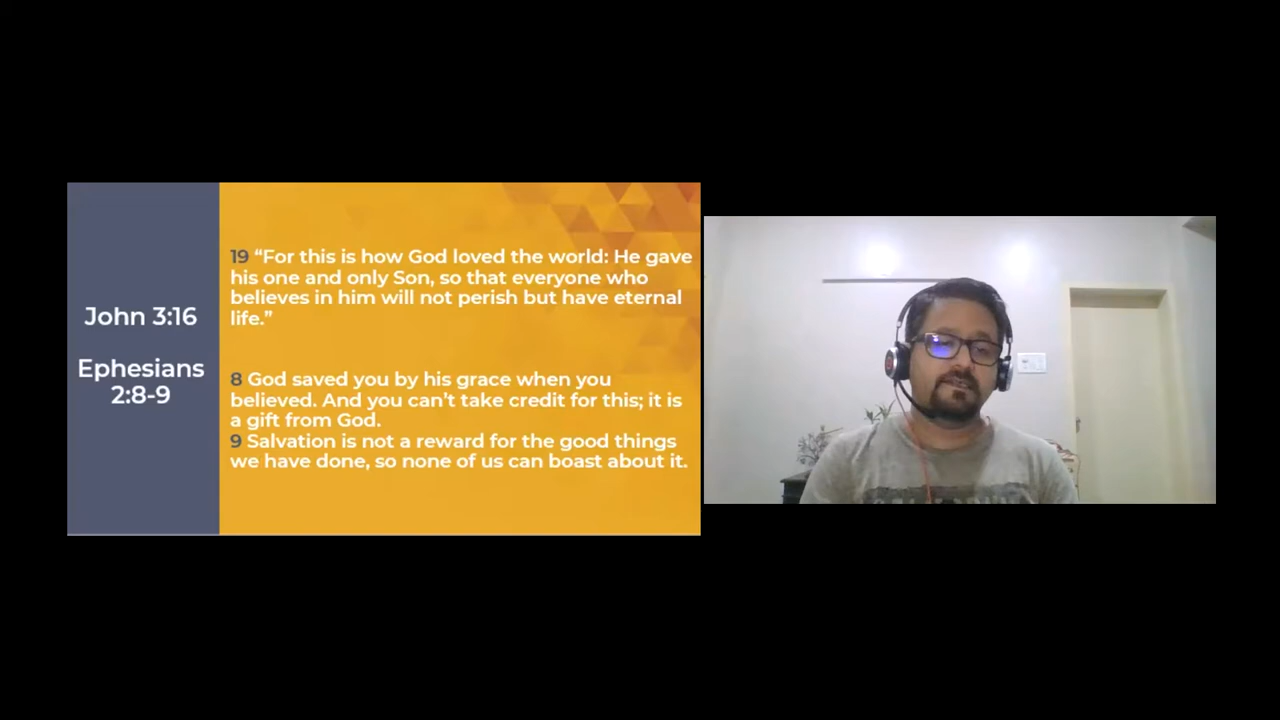 John 3:16
Ephesians
2:8-9
19 “For this is how God loved the world: He gave
his one and only Son, so that everyone who
believes in him will not perish but have eternal
life.”
8 God saved you by his grace when you
believed. And you can’t take credit for this; it is
a gift from God.
9 Salvation is not a reward for the good things
we have done, so none of us can boast about it.